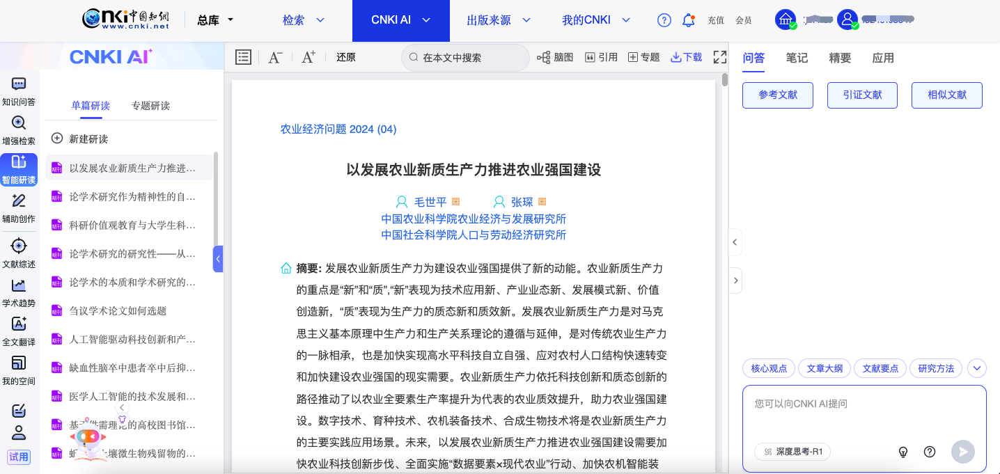 cnki 中国知网
www.cnki.net
总库
检索
CNKI AI
出版来源
我的CNKI
充值
会员
CNKI AI
知识问答
增强检索
智能研读
辅助创作
文献综述
学术趋势
全文翻译
我的空间
试用
单篇研读
专题研读
新建研读
期刊 以发展农业新质生产力推进...
期刊 论学术研究作为精神性的自...
期刊 科研价值观教育与大学生科...
期刊 论学术研究的研究性——从...
期刊 论学术的本质和学术研究的...
期刊 刍议学术论文如何选题
期刊 人工智能驱动科技创新和产...
期刊 缺血性脑卒中患者卒中后抑...
期刊 医学人工智能的技术发展和...
期刊 基于供需理论的高校图书馆...
期刊 土壤微生物残留物的...
A- A+ 还原
在本文中搜索
脑图
引用
专题
下载
农业经济问题 2024 (04)
以发展农业新质生产力推进农业强国建设
毛世平 张琛
中国农业科学院农业经济与发展研究所
中国社会科学院人口与劳动经济研究所
摘要: 发展农业新质生产力为建设农业强国提供了新的动能。农业新质生产力
的重点是“新”和“质”,“新”表现为技术应用新、产业业态新、发展模式新、价值
创造新，“质”表现为生产力的质态新和质效新。发展农业新质生产力是对马克
思主义基本原理中生产力和生产关系理论的遵循与延伸，是对传统农业生产力
的一脉相承，也是加快实现高水平科技自立自强、应对农村人口结构快速转变
和加快建设农业强国的现实需要。农业新质生产力依托科技创新和质态创新的
路径推动了以农业全要素生产率提升为代表的农业质效提升，助力农业强国建
设。数字技术、育种技术、农机装备技术、合成生物技术将是农业新质生产力
的主要实践应用场景。未来，以发展农业新质生产力推进农业强国建设需要加
快农业科技创新步伐、全面实施“数据要素×现代农业”行动、加快农机智能装
问答
笔记
精要
应用
参考文献
引证文献
相似文献
核心观点
文章大纲
文献要点
研究方法
您可以向CNKI AI提问
深度思考-R1